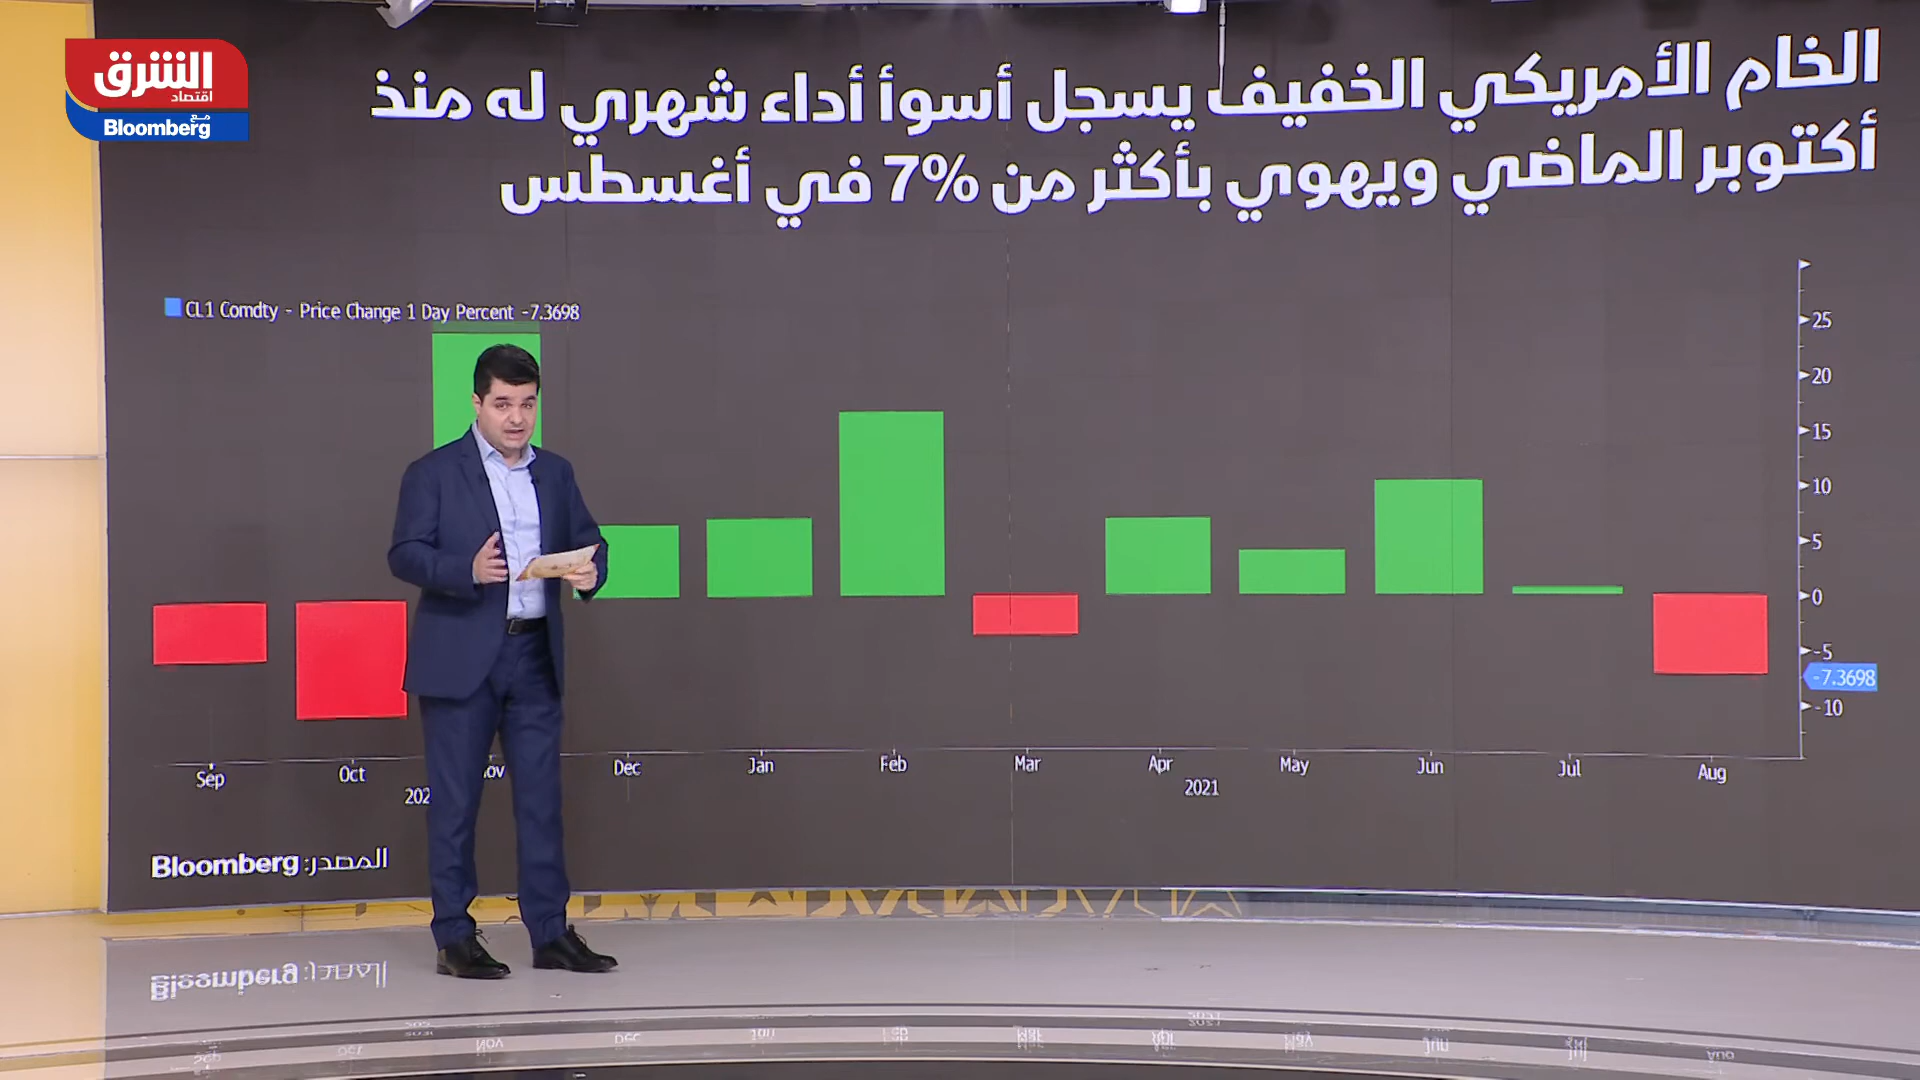 الشرق
اقتصاد
مع
Bloomberg
الخام الأمريكي الخفيف يسجل أسوأ أداء شهري له منذ
أكتوبر الماضي ويهوي بأكثر من 7% في أغسطس
CL1 Comdty - Price Change 1 Day Percent -7.3698
25
20
15
10
5
0
-5
-7.3698
-10
Sep Oct Nov Dec Jan Feb Mar Apr May Jun Jul Aug
2021
المصدر: Bloomberg